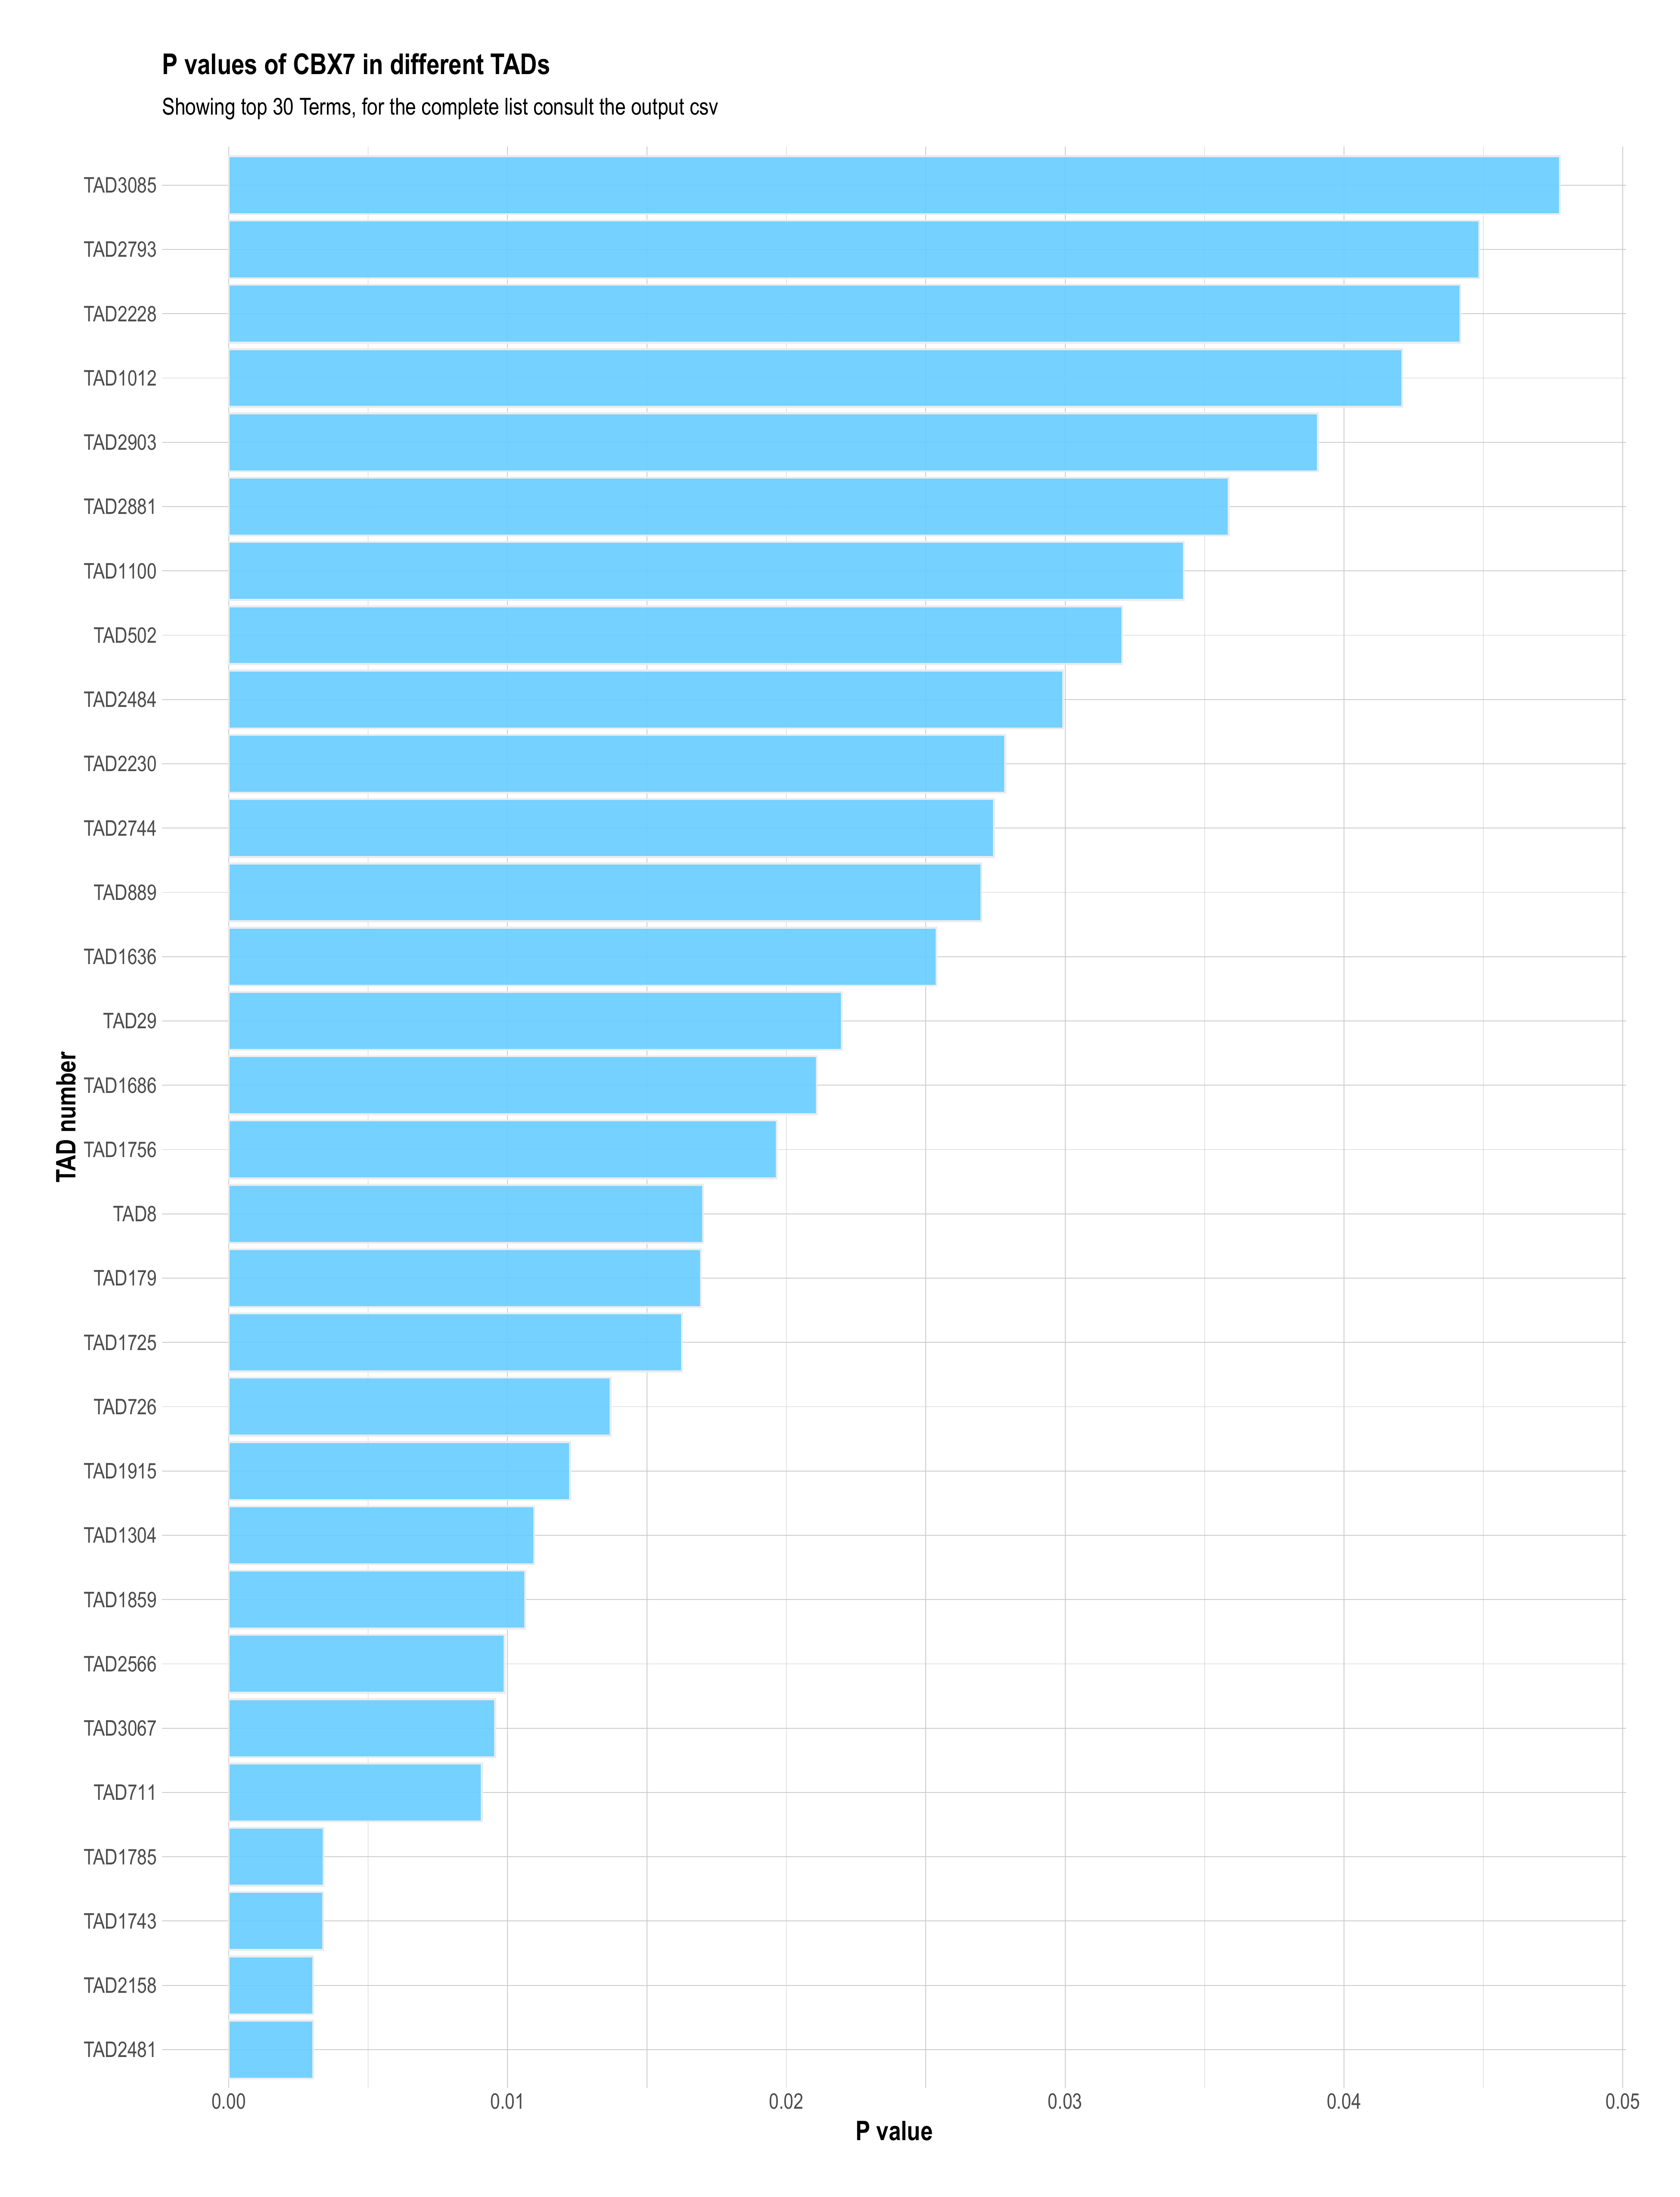 P values of CBX7 in different TADs
Showing top 30 Terms, for the complete list consult the output csv
TAD3085
TAD2793
TAD2228
TAD1012
TAD2903
TAD2881
TAD1100
TAD502
TAD2484
TAD2230
TAD2744
TAD889
TAD1636
TAD29
TAD1686
TAD1756
TAD8
TAD179
TAD1725
TAD726
TAD1915
TAD1304
TAD1859
TAD2566
TAD3067
TAD711
TAD1785
TAD1743
TAD2158
TAD2481
TAD number
0.00 0.01 0.02 0.03 0.04 0.05
P value